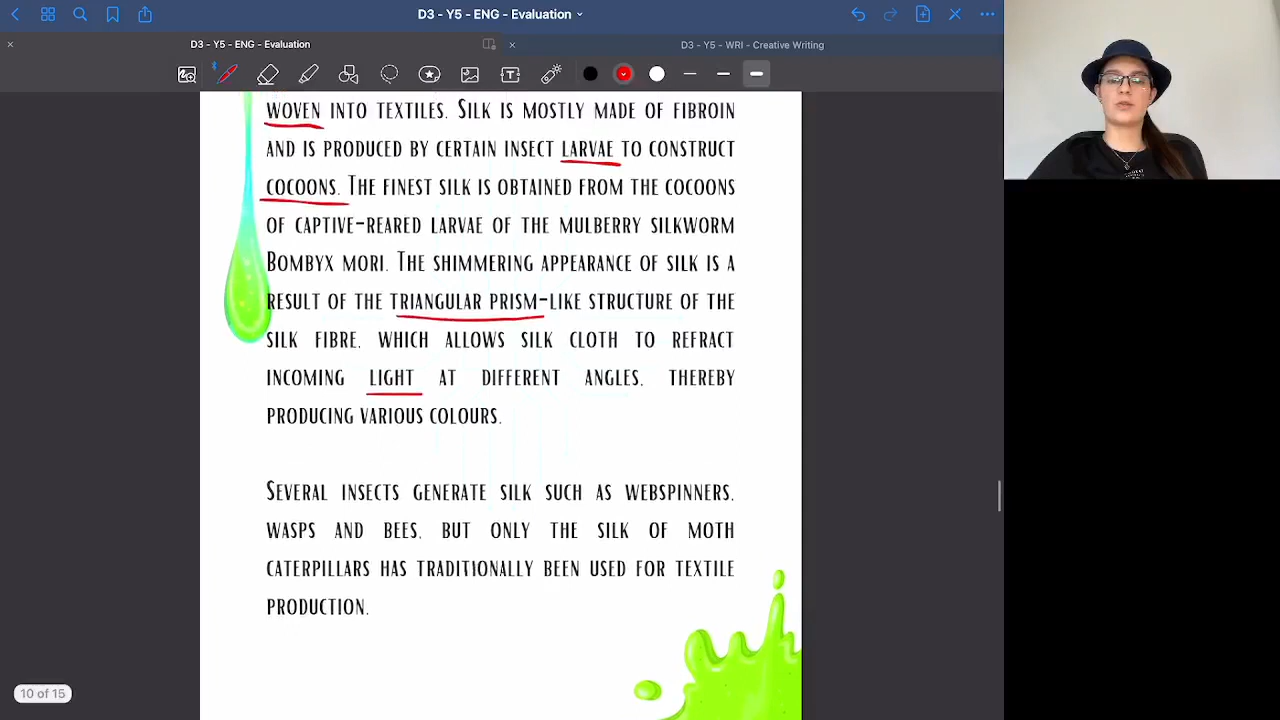 D3 - Y5 - ENG - Evaluation
D3 - Y5 - ENG - Evaluation
D3 - Y5 - WRI - Creative Writing
WOVEN INTO TEXTILES. SILK IS MOSTLY MADE OF FIBROIN
AND IS PRODUCED BY CERTAIN INSECT LARVAE TO CONSTRUCT
COCOONS. THE FINEST SILK IS OBTAINED FROM THE COCOONS
OF CAPTIVE-REARED LARVAE OF THE MULBERRY SILKWORM
BOMBYX MORI. THE SHIMMERING APPEARANCE OF SILK IS A
RESULT OF THE TRIANGULAR PRISM-LIKE STRUCTURE OF THE
SILK FIBRE, WHICH ALLOWS SILK CLOTH TO REFRACT
INCOMING LIGHT AT DIFFERENT ANGLES, THEREBY
PRODUCING VARIOUS COLOURS.
SEVERAL INSECTS GENERATE SILK SUCH AS WEBSPINNERS,
WASPS AND BEES, BUT ONLY THE SILK OF MOTH
CATERPILLARS HAS TRADITIONALLY BEEN USED FOR TEXTILE
PRODUCTION.
10 of 15